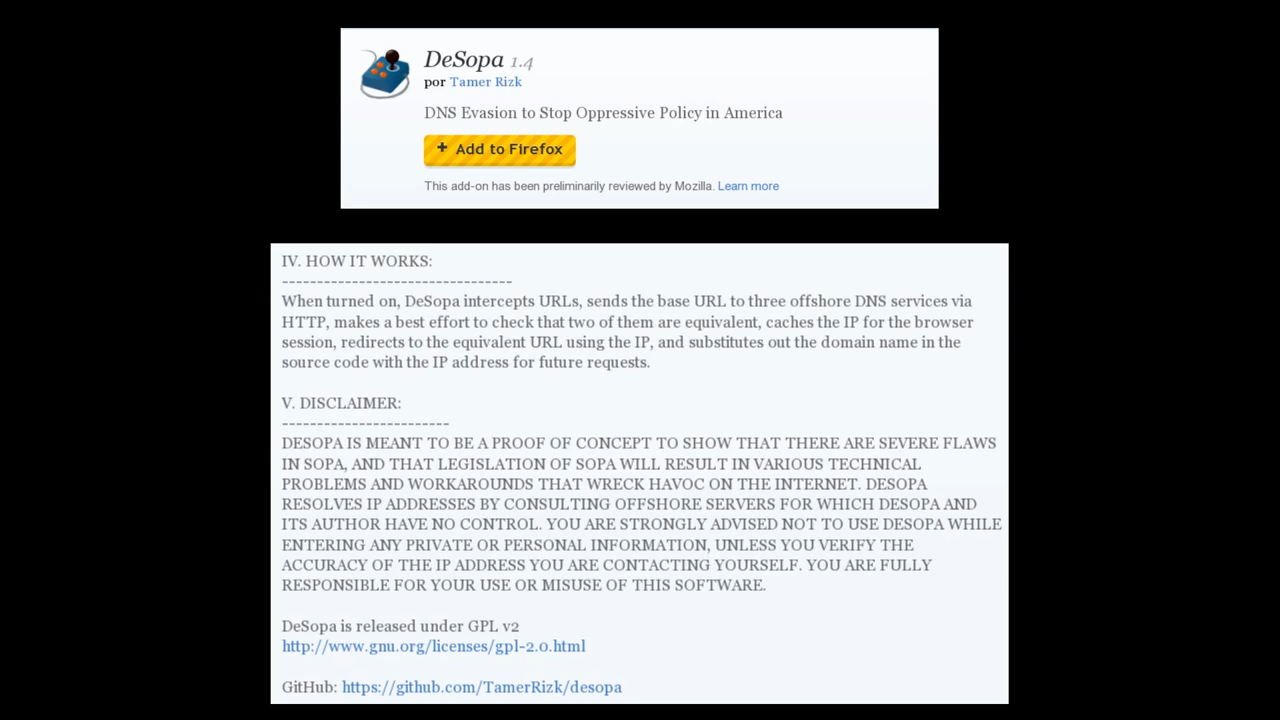 DeSopa 1.4
por Tamer Rizk
DNS Evasion to Stop Oppressive Policy in America
+ Add to Firefox
This add-on has been preliminarily reviewed by Mozilla. Learn more
IV. HOW IT WORKS:
---------------------------------
When turned on, DeSopa intercepts URLs, sends the base URL to three offshore DNS services via
HTTP, makes a best effort to check that two of them are equivalent, caches the IP for the browser
session, redirects to the equivalent URL using the IP, and substitutes out the domain name in the
source code with the IP address for future requests.
V. DISCLAIMER:
------------------------
DESOPA IS MEANT TO BE A PROOF OF CONCEPT TO SHOW THAT THERE ARE SEVERE FLAWS
IN SOPA, AND THAT LEGISLATION OF SOPA WILL RESULT IN VARIOUS TECHNICAL
PROBLEMS AND WORKAROUNDS THAT WRECK HAVOC ON THE INTERNET. DESOPA
RESOLVES IP ADDRESSES BY CONSULTING OFFSHORE SERVERS FOR WHICH DESOPA AND
ITS AUTHOR HAVE NO CONTROL. YOU ARE STRONGLY ADVISED NOT TO USE DESOPA WHILE
ENTERING ANY PRIVATE OR PERSONAL INFORMATION, UNLESS YOU VERIFY THE
ACCURACY OF THE IP ADDRESS YOU ARE CONTACTING YOURSELF. YOU ARE FULLY
RESPONSIBLE FOR YOUR USE OR MISUSE OF THIS SOFTWARE.
DeSopa is released under GPL v2
http://www.gnu.org/licenses/gpl-2.0.html
GitHub: https://github.com/TamerRizk/desopa